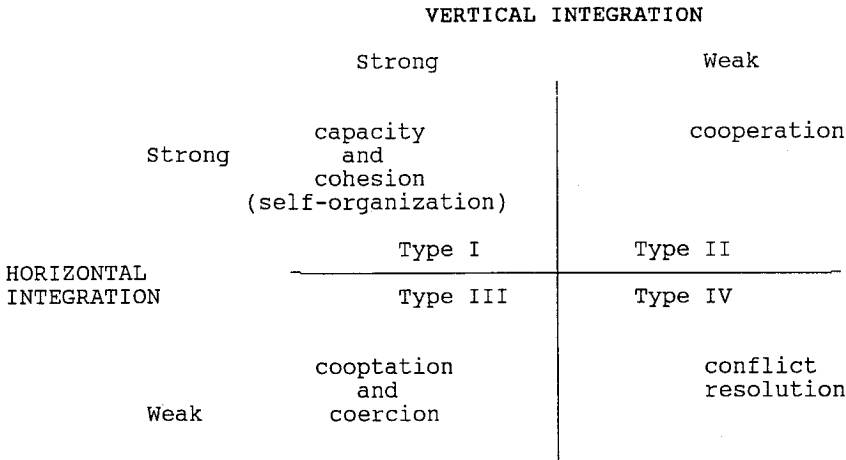 VERTICAL INTEGRATION
Strong Weak
capacity cooperation
Strong and
cohesion
(self-organization)
Type I Type II
HORIZONTAL
INTEGRATION Type III Type IV
cooptation conflict
and resolution
Weak coercion